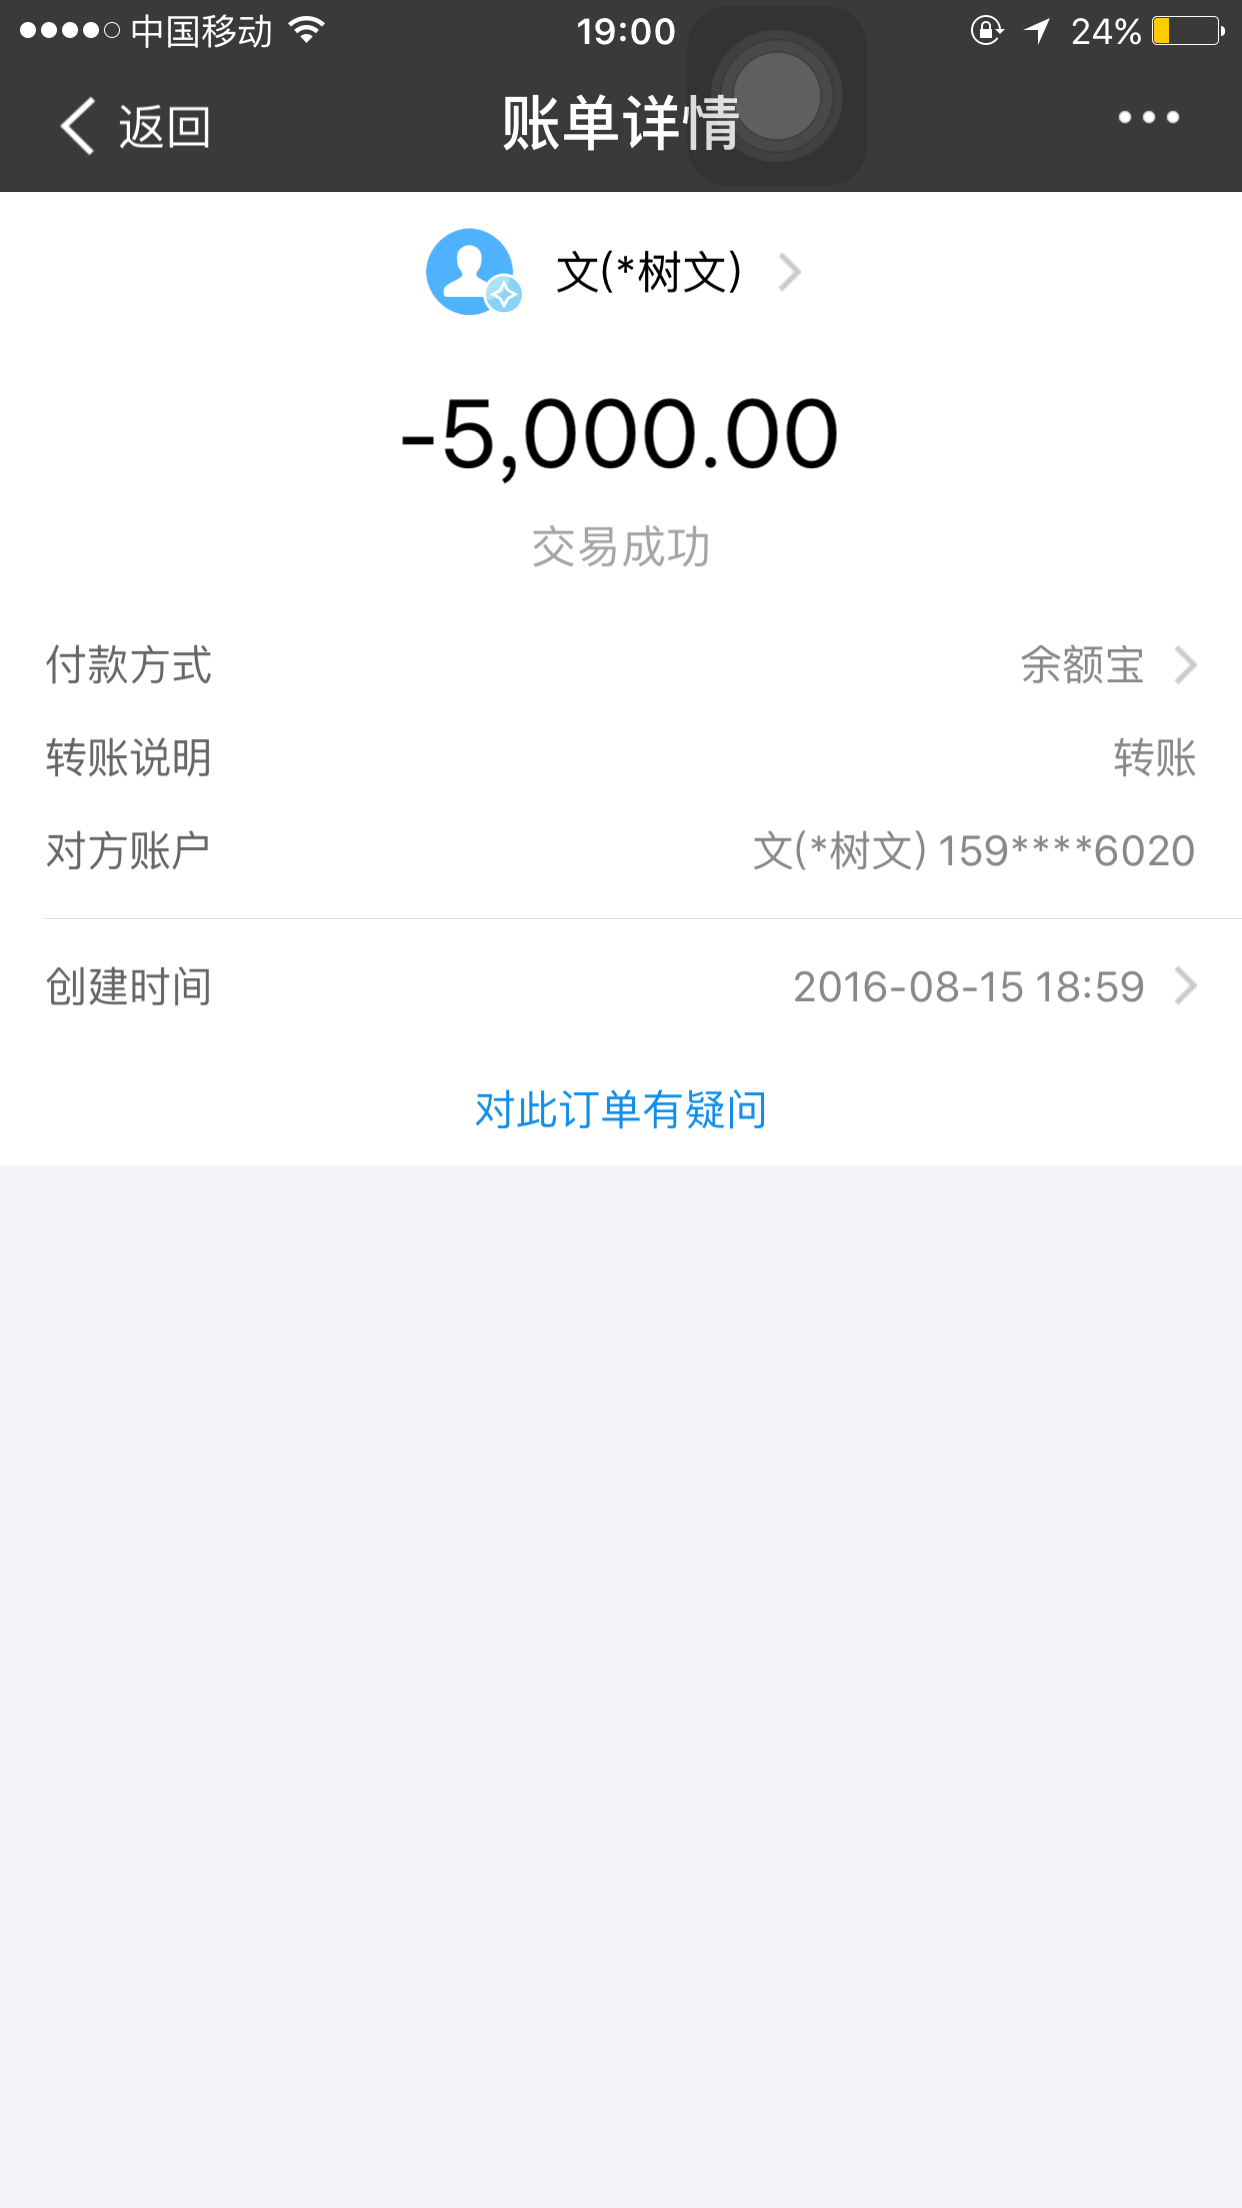 中国移动 19:00 24%
返回 账单详情
文(*树文)
-5,000.00
交易成功
付款方式 余额宝
转账说明 转账
对方账户 文(*树文) 159****6020
创建时间 2016-08-15 18:59
对此订单有疑问